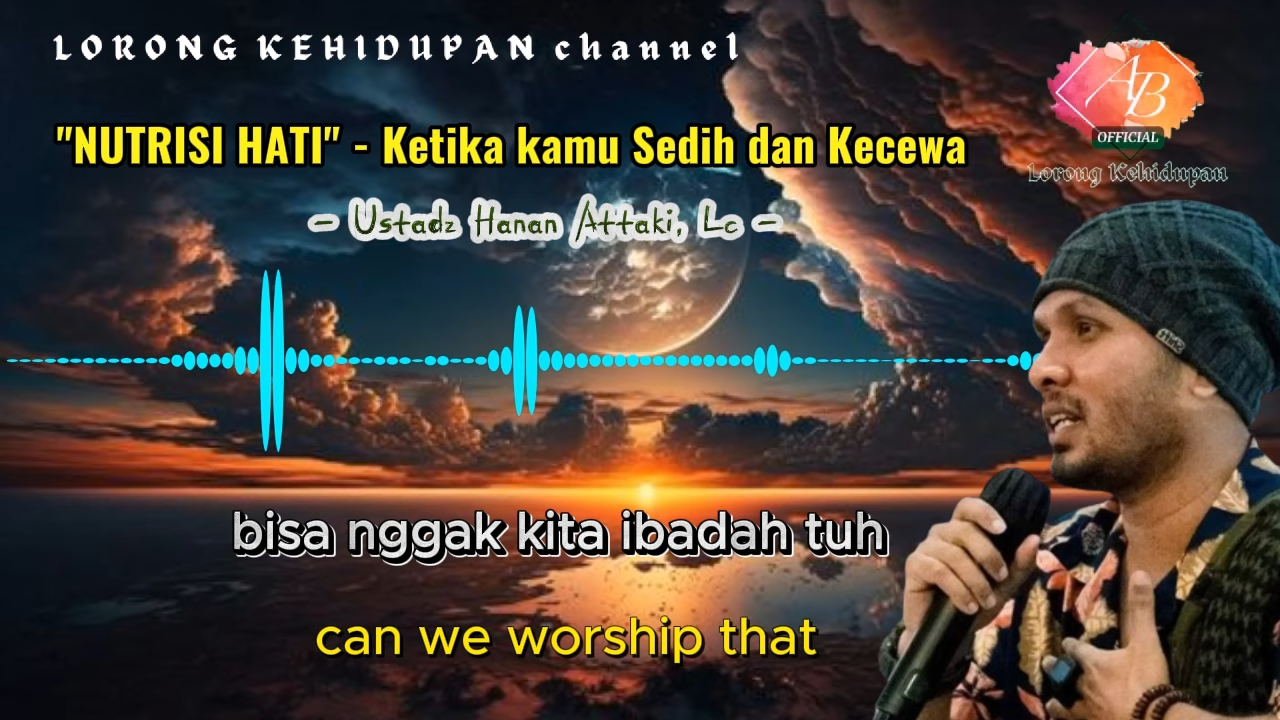 LORONG KEHIDUPAN channel
AB
OFFICIAL
Lorong Kehidupan
"NUTRISI HATI" - Ketika kamu Sedih dan Kecewa
- Ustadz Hanan Attaki, Lc -
bisa nggak kita ibadah tuh
can we worship that